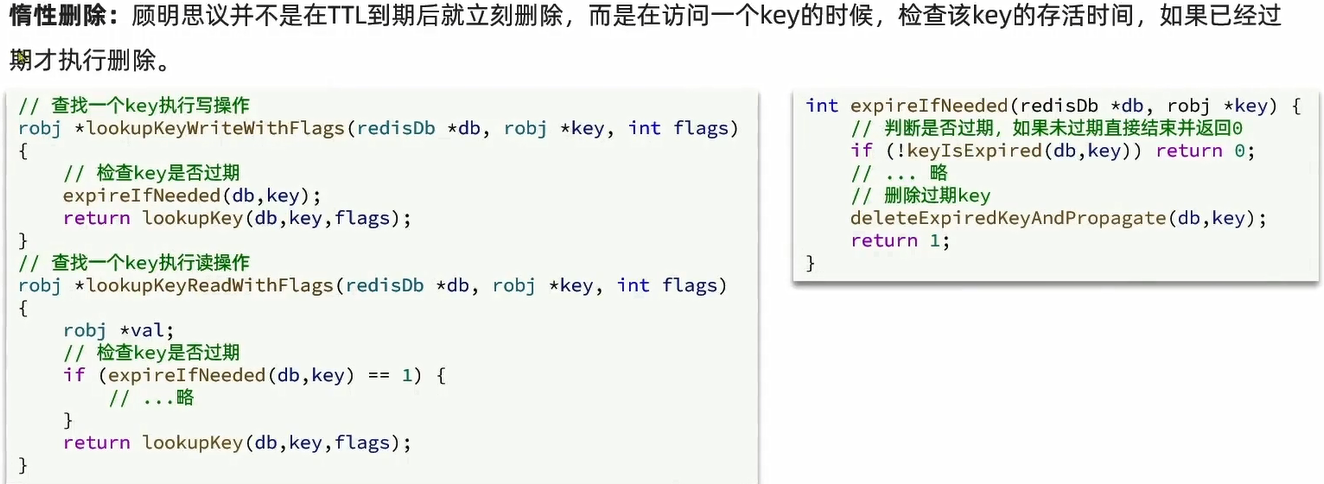 惰性删除：顾明思议并不是在TTL到期后就立刻删除，而是在访问一个key的时候，检查该key的存活时间，如果已经过
期才执行删除。
// 查找一个key执行写操作
robj *lookupKeyWriteWithFlags(redisDb *db, robj *key, int flags)
{
    // 检查key是否过期
    expireIfNeeded(db,key);
    return lookupKey(db,key,flags);
}
// 查找一个key执行读操作
robj *lookupKeyReadWithFlags(redisDb *db, robj *key, int flags)
{
    robj *val;
    // 检查key是否过期
    if (expireIfNeeded(db,key) == 1) {
        // ...略
    }
    return lookupKey(db,key,flags);
}
int expireIfNeeded(redisDb *db, robj *key) {
    // 判断是否过期，如果未过期直接结束并返回0
    if (!keyIsExpired(db,key)) return 0;
    // ... 略
    // 删除过期key
    deleteExpiredKeyAndPropagate(db,key);
    return 1;
}